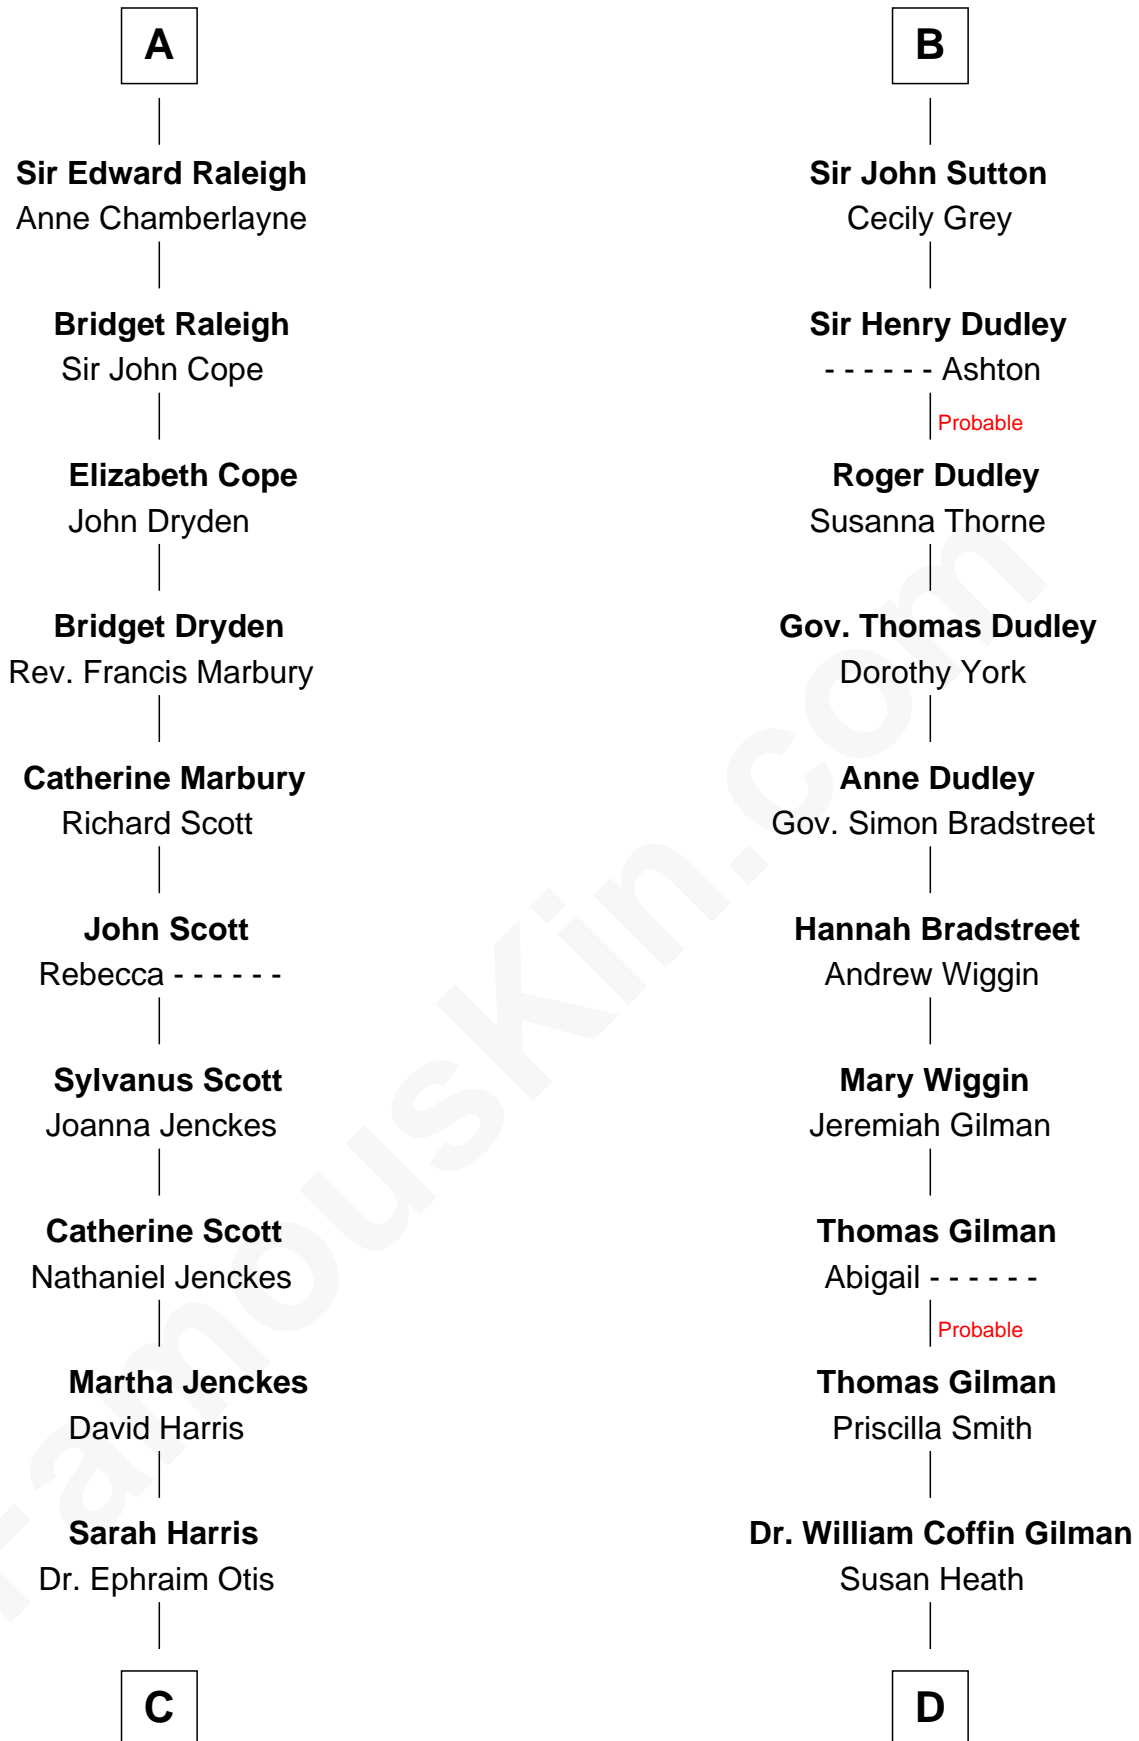 A
Sir Edward Raleigh
Anne Chamberlayne
Bridget Raleigh
Sir John Cope
Elizabeth Cope
John Dryden
Bridget Dryden
Rev. Francis Marbury
Catherine Marbury
Richard Scott
John Scott
Rebecca - - - - - -
Sylvanus Scott
Joanna Jenckes
Catherine Scott
Nathaniel Jenckes
Martha Jenckes
David Harris
Sarah Harris
Dr. Ephraim Otis
C
B
Sir John Sutton
Cecily Grey
Sir Henry Dudley
- - - - - - Ashton
Probable
Roger Dudley
Susanna Thorne
Gov. Thomas Dudley
Dorothy York
Anne Dudley
Gov. Simon Bradstreet
Hannah Bradstreet
Andrew Wiggin
Mary Wiggin
Jeremiah Gilman
Thomas Gilman
Abigail - - - - - -
Probable
Thomas Gilman
Priscilla Smith
Dr. William Coffin Gilman
Susan Heath
D
FamousKin.com